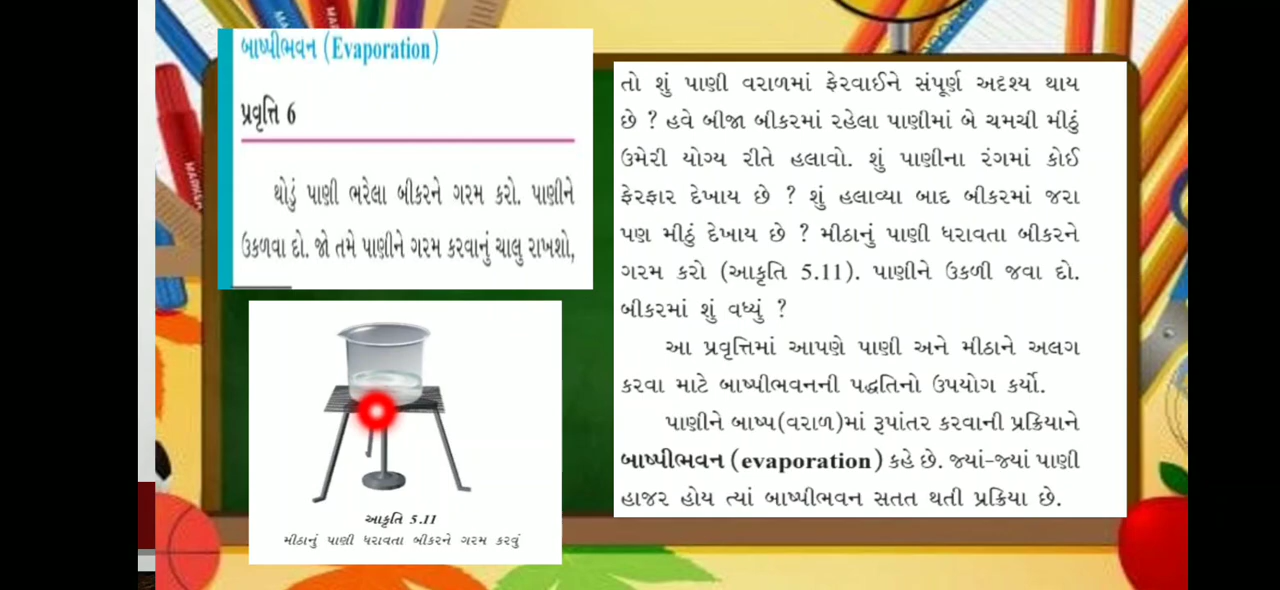 બાષ્પીભવન (Evaporation)
પ્રવૃત્તિ 6
થોડું પાણી ભરેલા બીકરને ગરમ કરો. પાણીને
ઉકળવા દો. જો તમે પાણીને ગરમ કરવાનું ચાલુ રાખશો,
આકૃતિ 5.11
મીઠાનું પાણી ધરાવતા બીકરને ગરમ કરવું
તો શું પાણી વરાળમાં ફેરવાઈને સંપૂર્ણ અદૃશ્ય થાય
છે ? હવે બીજા બીકરમાં રહેલા પાણીમાં બે ચમચી મીઠું
ઉમેરી યોગ્ય રીતે હલાવો. શું પાણીના રંગમાં કોઈ
ફેરફાર દેખાય છે ? શું હલાવ્યા બાદ બીકરમાં જરા
પણ મીઠું દેખાય છે ? મીઠાનું પાણી ધરાવતા બીકરને
ગરમ કરો (આકૃતિ 5.11). પાણીને ઉકળી જવા દો.
બીકરમાં શું વધ્યું ?
આ પ્રવૃત્તિમાં આપણે પાણી અને મીઠાને અલગ
કરવા માટે બાષ્પીભવનની પદ્ધતિનો ઉપયોગ કર્યો.
પાણીને બાષ્પ(વરાળ)માં રૂપાંતર કરવાની પ્રક્રિયાને
બાષ્પીભવન (evaporation) કહે છે. જ્યાં-જ્યાં પાણી
હાજર હોય ત્યાં બાષ્પીભવન સતત થતી પ્રક્રિયા છે.